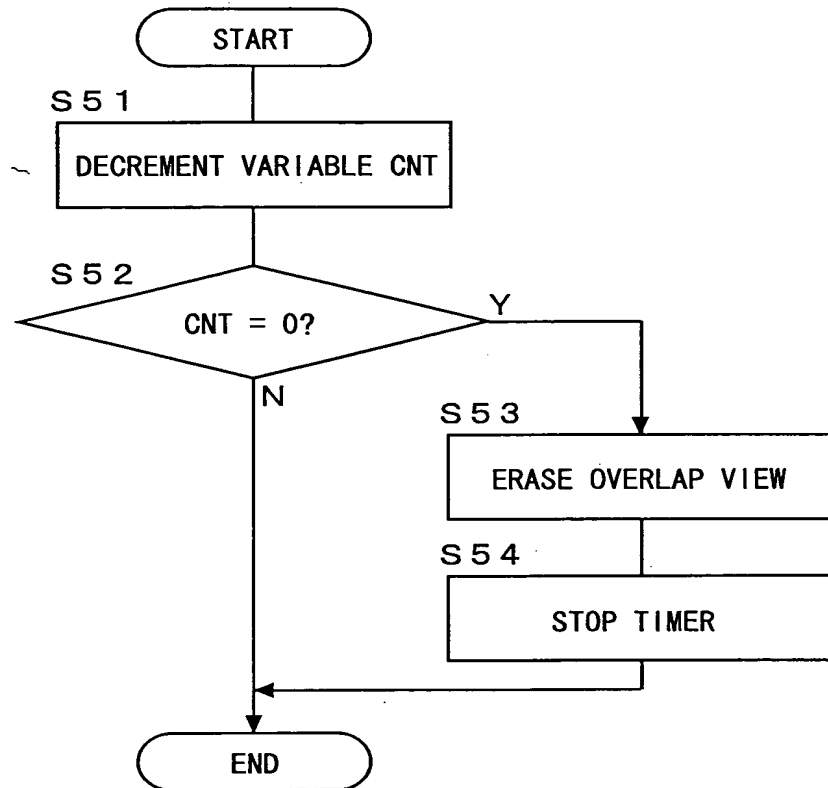 START
S51
DECREMENT VARIABLE CNT
S52
CNT = 0?
Y
N
S53
ERASE OVERLAP VIEW
S54
STOP TIMER
END